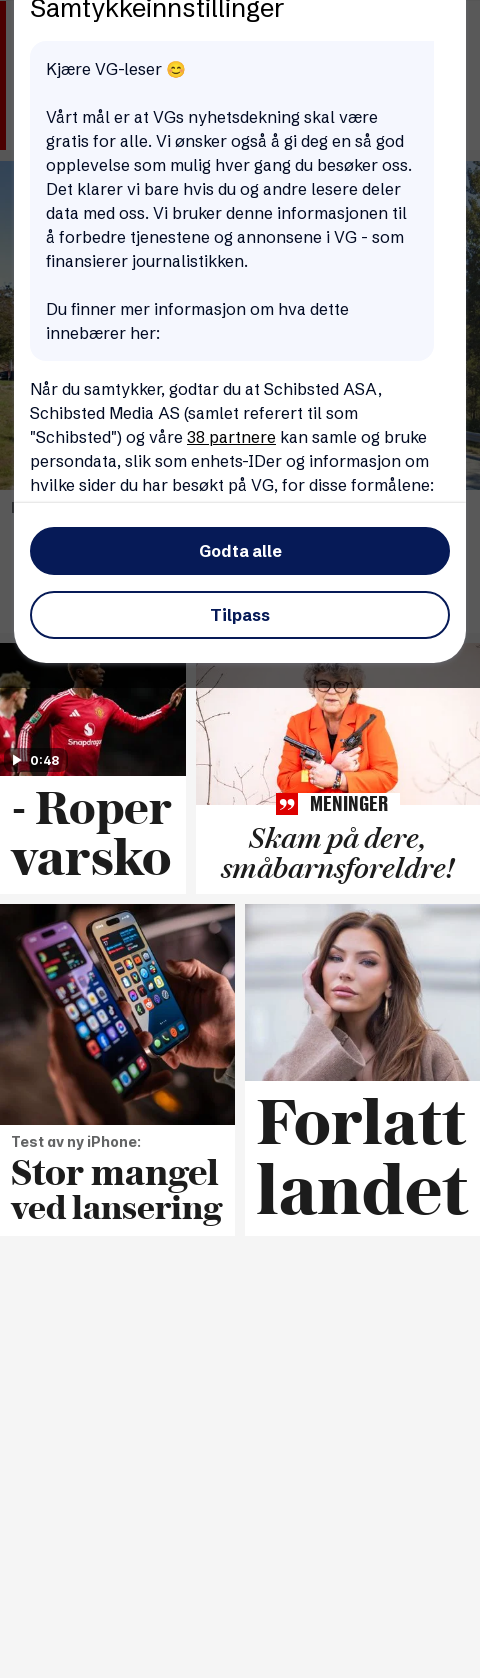 Samtykkeinnstillinger
Kjære VG-leser 😊
Vårt mål er at VGs nyhetsdekning skal være
gratis for alle. Vi ønsker også å gi deg en så god
opplevelse som mulig hver gang du besøker oss.
Det klarer vi bare hvis du og andre lesere deler
data med oss. Vi bruker denne informasjonen til
å forbedre tjenestene og annonsene i VG - som
finansierer journalistikken.
Du finner mer informasjon om hva dette
innebærer her:
Når du samtykker, godtar du at Schibsted ASA,
Schibsted Media AS (samlet referert til som
"Schibsted") og våre 38 partnere kan samle og bruke
persondata, slik som enhets-IDer og informasjon om
hvilke sider du har besøkt på VG, for disse formålene:
Godta alle
Tilpass
Snapdragon
0:48
- Roper
varsko
MENINGER
Skam på dere,
småbarnsforeldre!
Test av ny iPhone:
Stor mangel
ved lansering
Forlatt
landet